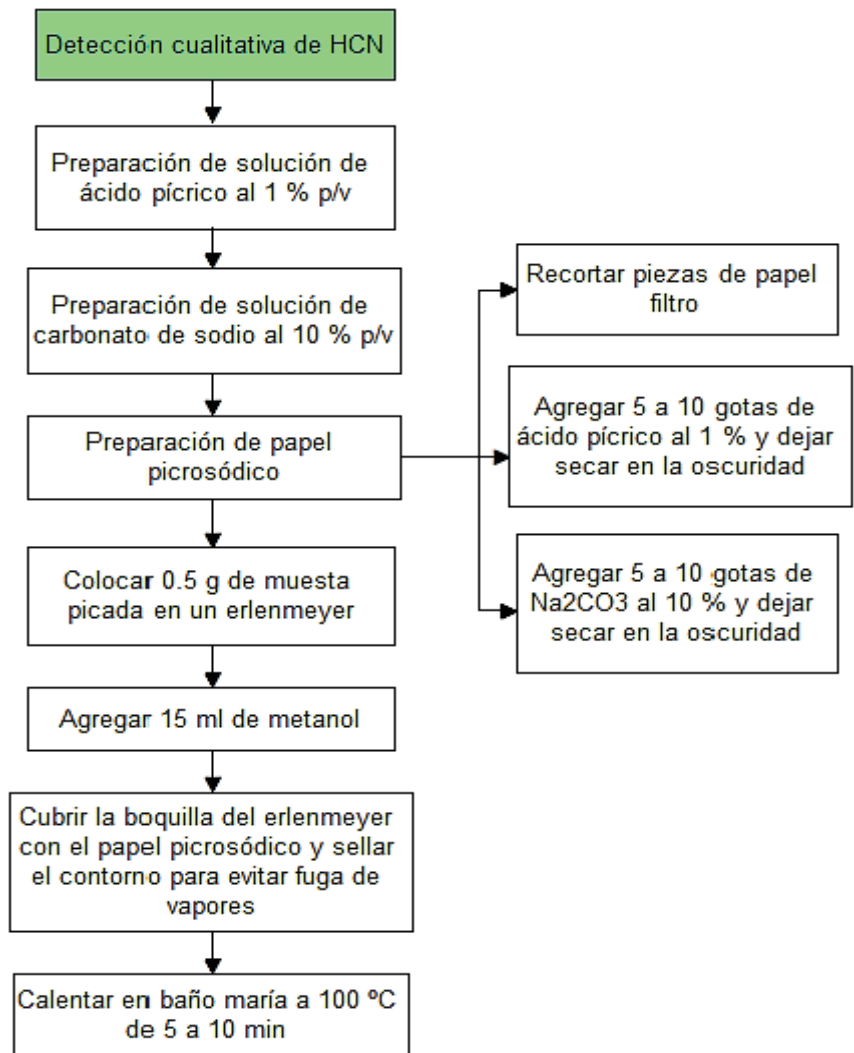 Detección cualitativa de HCN
Preparación de solución de
ácido pícrico al 1 % p/v
Preparación de solución de
carbonato de sodio al 10 % p/v
Preparación de papel
picrosódico
Recortar piezas de papel
filtro
Agregar 5 a 10 gotas de
ácido pícrico al 1 % y dejar
secar en la oscuridad
Agregar 5 a 10 gotas de
Na2CO3 al 10 % y dejar
secar en la oscuridad
Colocar 0.5 g de muesta
picada en un erlenmeyer
Agregar 15 ml de metanol
Cubrir la boquilla del erlenmeyer
con el papel picrosódico y sellar
el contorno para evitar fuga de
vapores
Calentar en baño maría a 100 ºC
de 5 a 10 min